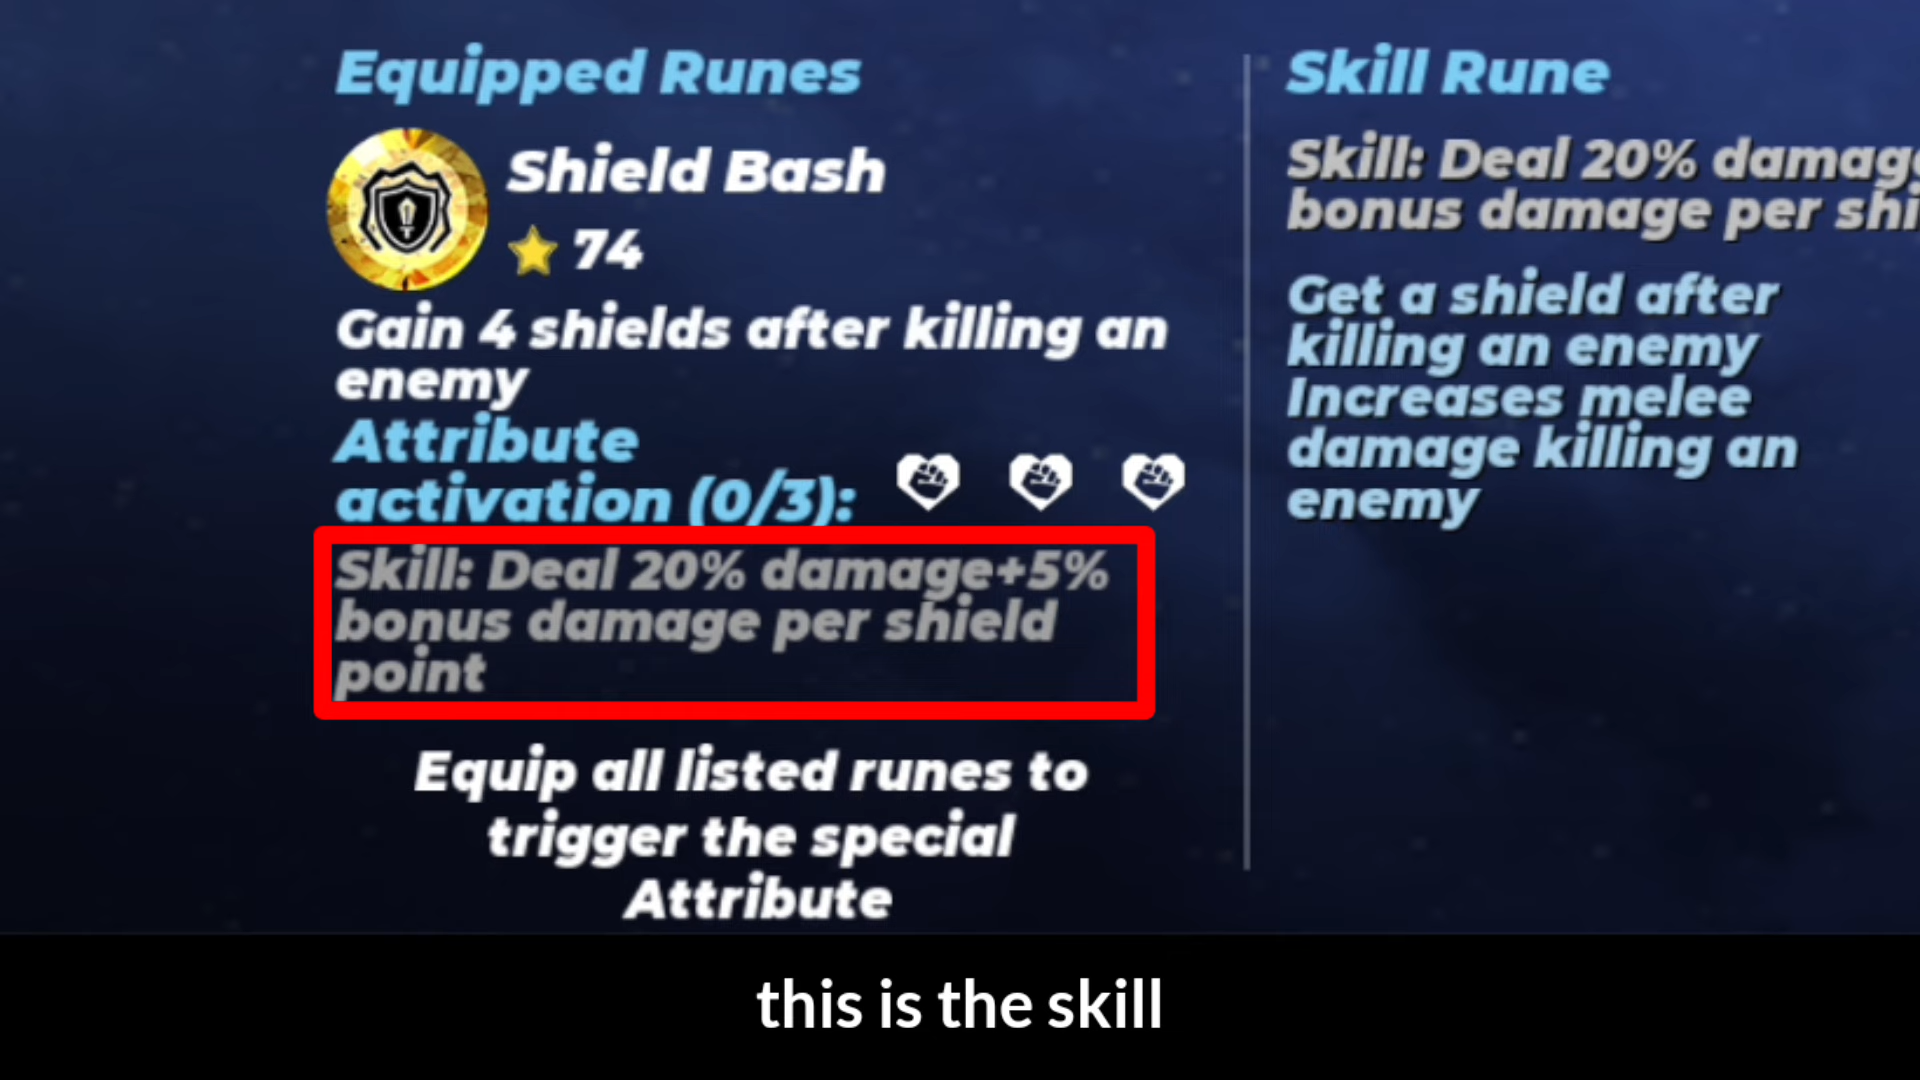 Equipped Runes
Shield Bash
74
Gain 4 shields after killing an
enemy
Attribute
activation (0/3):
Skill: Deal 20% damage+5%
bonus damage per shield
point
Equip all listed runes to
trigger the special
Attribute
Skill Rune
Skill: Deal 20% damage
bonus damage per shi
Get a shield after
killing an enemy
Increases melee
damage killing an
enemy
this is the skill